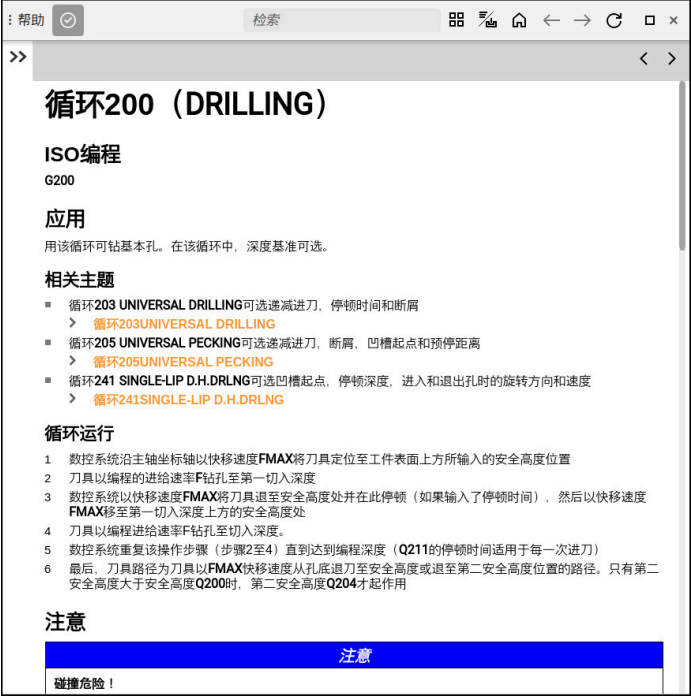 帮助
检索
循环200（DRILLING）
ISO编程
G200
应用
用该循环可钻基本孔。在该循环中，深度基准可选。
相关主题
■ 循环203 UNIVERSAL DRILLING可选递减进刀，停顿时间和断屑
循环203UNIVERSAL DRILLING
■ 循环205 UNIVERSAL PECKING可选递减进刀，断屑，凹槽起点和预停距离
循环205UNIVERSAL PECKING
■ 循环241 SINGLE-LIP D.H.DRLNG可选凹槽起点，停顿深度，进入和退出孔时的旋转方向和速度
循环241SINGLE-LIP D.H.DRLNG
循环运行
1 数控系统沿主轴坐标轴以快移速度FMAX将刀具定位至工件表面上方所输入的安全高度位置
2 刀具以编程的进给速率F钻孔至第一切入深度
3 数控系统以快移速度FMAX将刀具退至安全高度处并在此停顿（如果输入了停顿时间），然后以快移速度
FMAX移至第一切入深度上方的安全高度处
4 刀具以编程进给速率F钻孔至切入深度。
5 数控系统重复该操作步骤（步骤2至4）直到达到编程深度（Q211的停顿时间适用于每一次进刀）
6 最后，刀具路径为刀具以FMAX快移速度从孔底退刀至安全高度或退至第二安全高度位置的路径。只有第二
安全高度大于安全高度Q200时，第二安全高度Q204才起作用
注意
注意
碰撞危险！